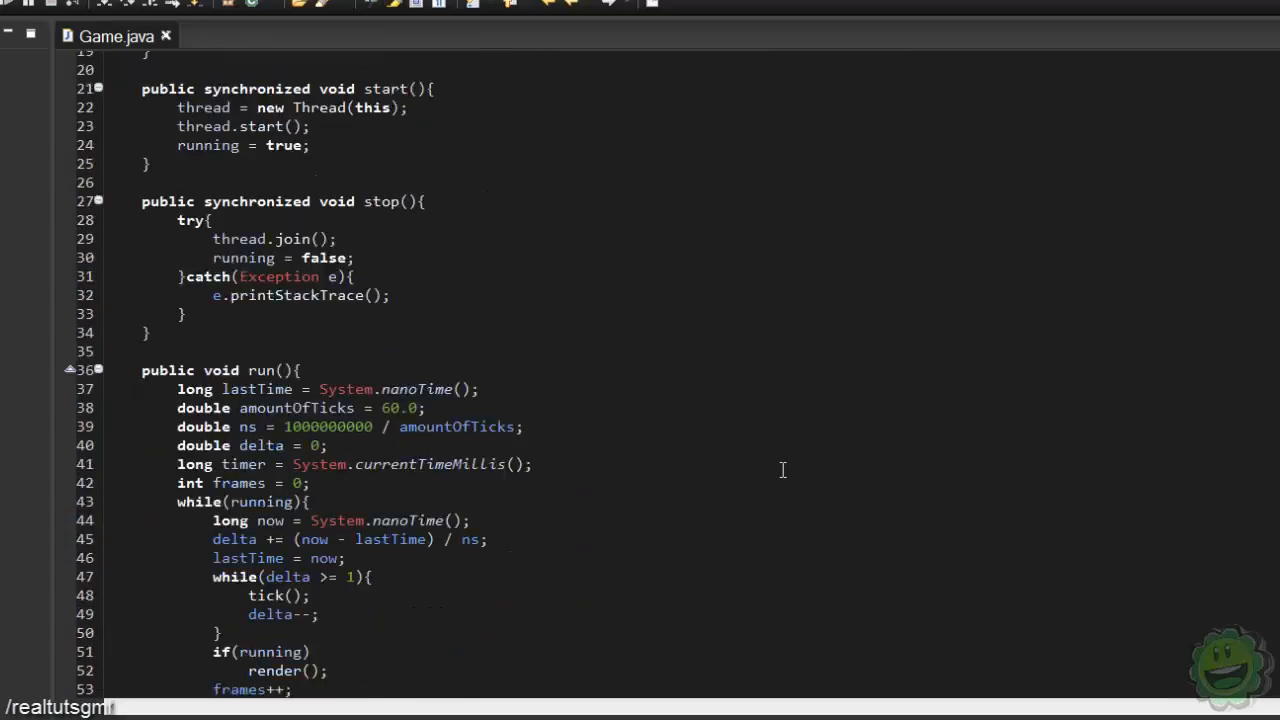 Game.java
19 }
20
21 public synchronized void start(){
22 thread = new Thread(this);
23 thread.start();
24 running = true;
25 }
26
27 public synchronized void stop(){
28 try{
29 thread.join();
30 running = false;
31 }catch(Exception e){
32 e.printStackTrace();
33 }
34 }
35
36 public void run(){
37 long lastTime = System.nanoTime();
38 double amountOfTicks = 60.0;
39 double ns = 1000000000 / amountOfTicks;
40 double delta = 0;
41 long timer = System.currentTimeMillis();
42 int frames = 0;
43 while(running){
44 long now = System.nanoTime();
45 delta += (now - lastTime) / ns;
46 lastTime = now;
47 while(delta >= 1){
48 tick();
49 delta--;
50 }
51 if(running)
52 render();
53 frames++;
/realtutsgml